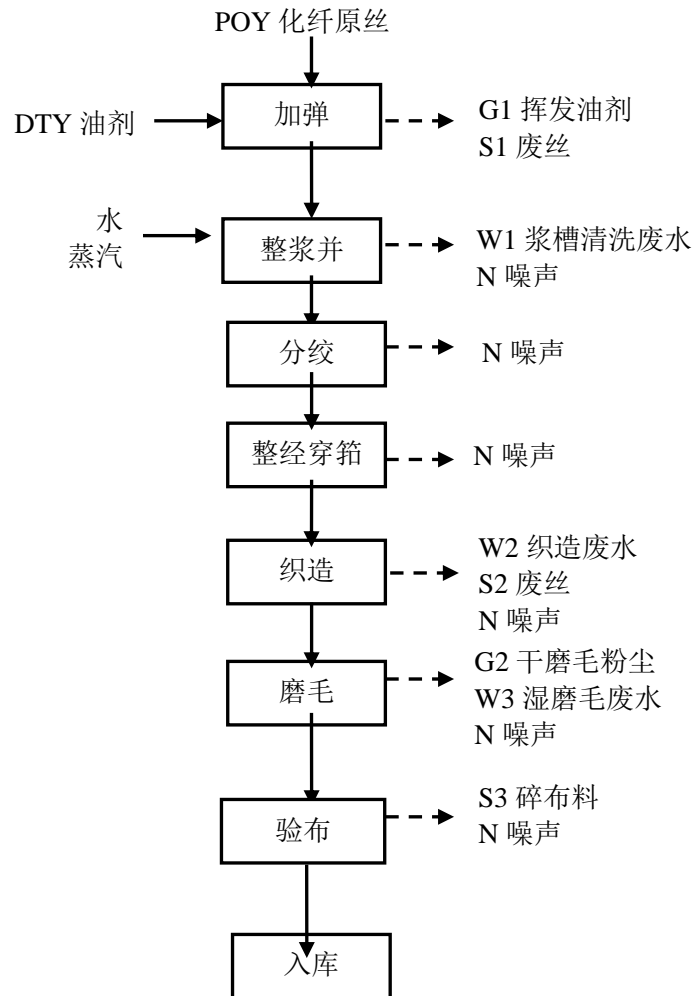 POY 化纤原丝
DTY 油剂
加弹
G1 挥发油剂
S1 废丝
水
蒸汽
整浆并
W1 浆槽清洗废水
N 噪声
分绞
N 噪声
整经穿筘
N 噪声
织造
W2 织造废水
S2 废丝
N 噪声
磨毛
G2 干磨毛粉尘
W3 湿磨毛废水
N 噪声
验布
S3 碎布料
N 噪声
入库